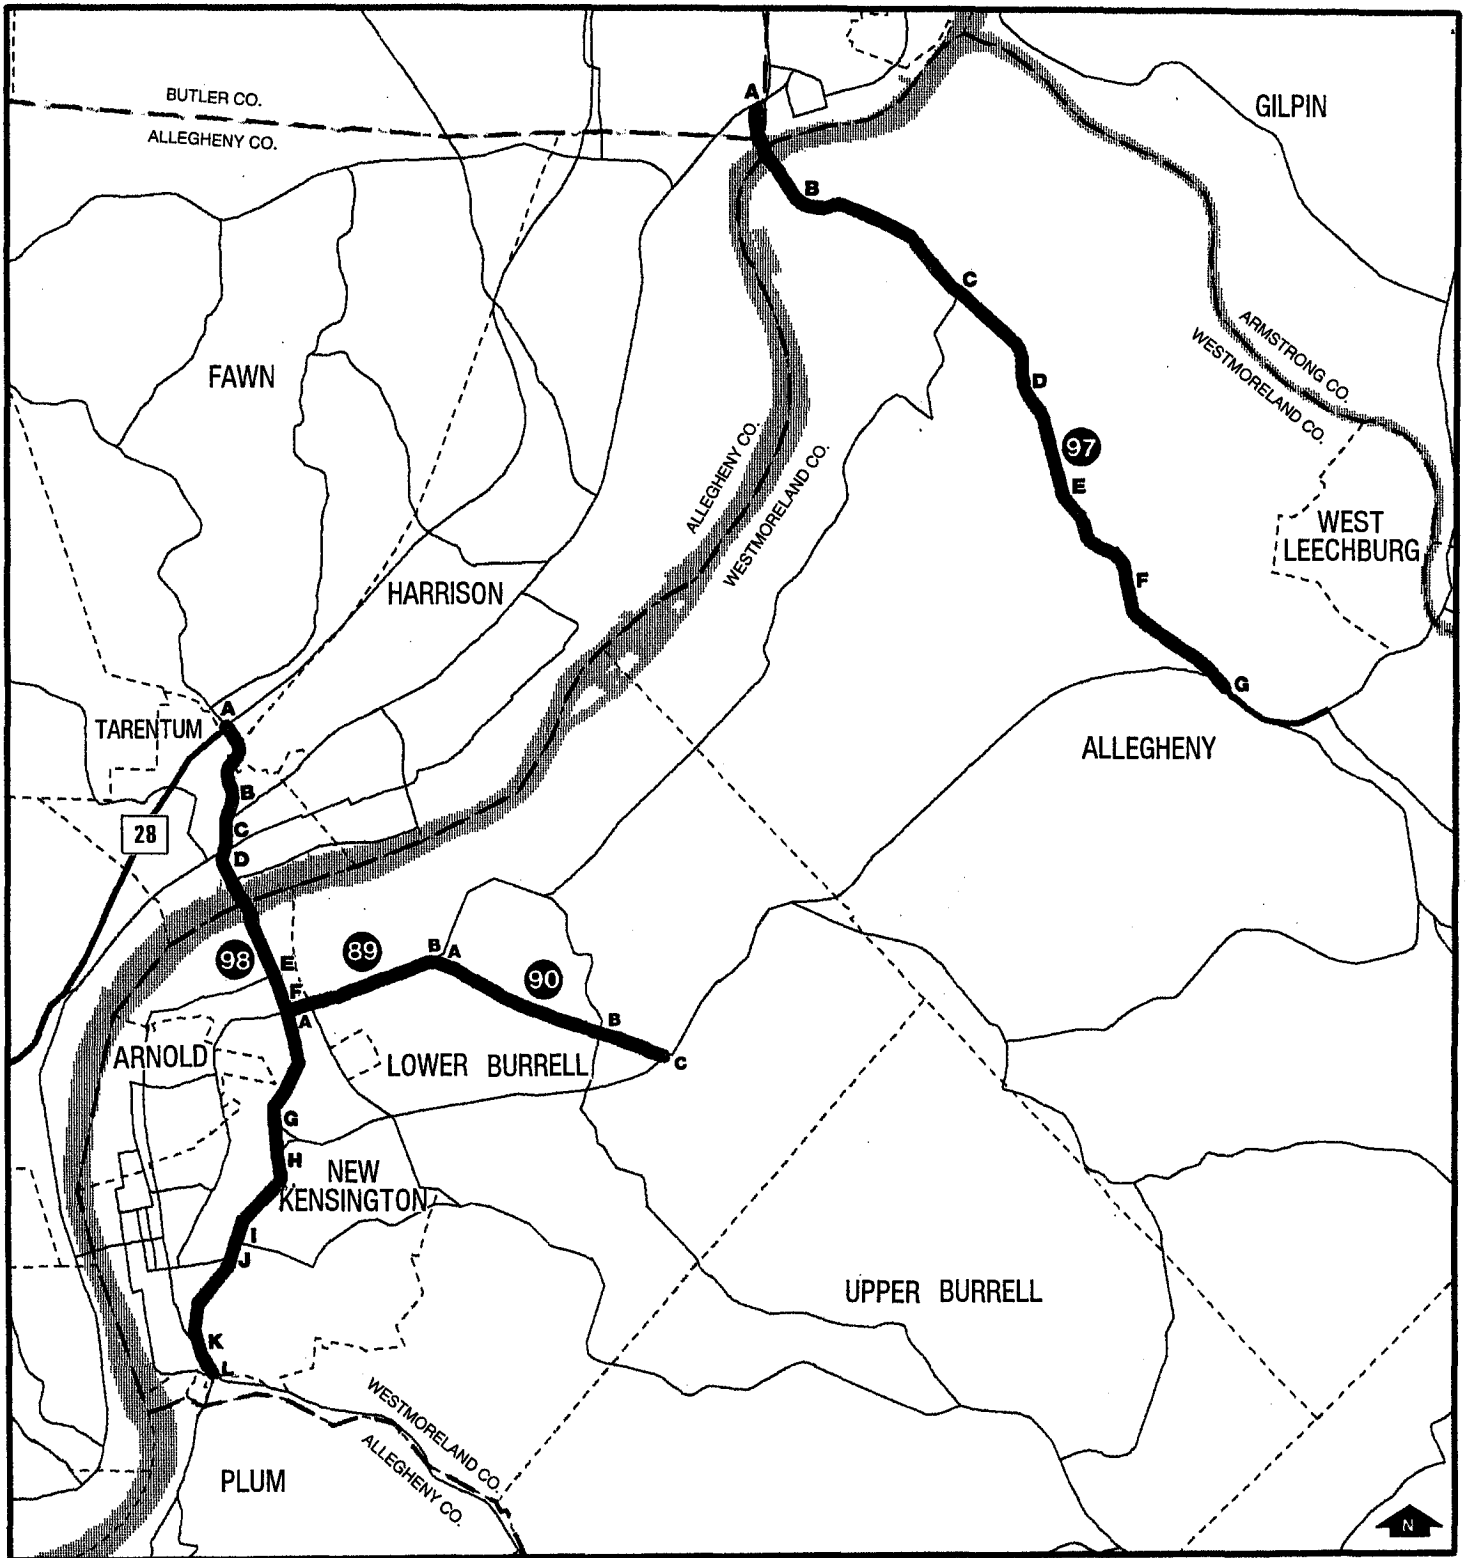 A
BUTLER CO.
GILPIN
ALLEGHENY CO.
B
C
ARMSTRONG CO.
WESTMORELAND CO.
FAWN
D
97
ALLEGHENY CO.
WESTMORELAND CO.
E
WEST
LEECHBURG
F
HARRISON
G
A
TARENTUM
ALLEGHENY
B
28
C
D
98
89
B
A
90
E
F
A
B
ARNOLD
LOWER BURRELL
C
G
H
NEW
KENSINGTON
I
J
UPPER BURRELL
K
L
WESTMORELAND CO.
ALLEGHENY CO.
PLUM
N